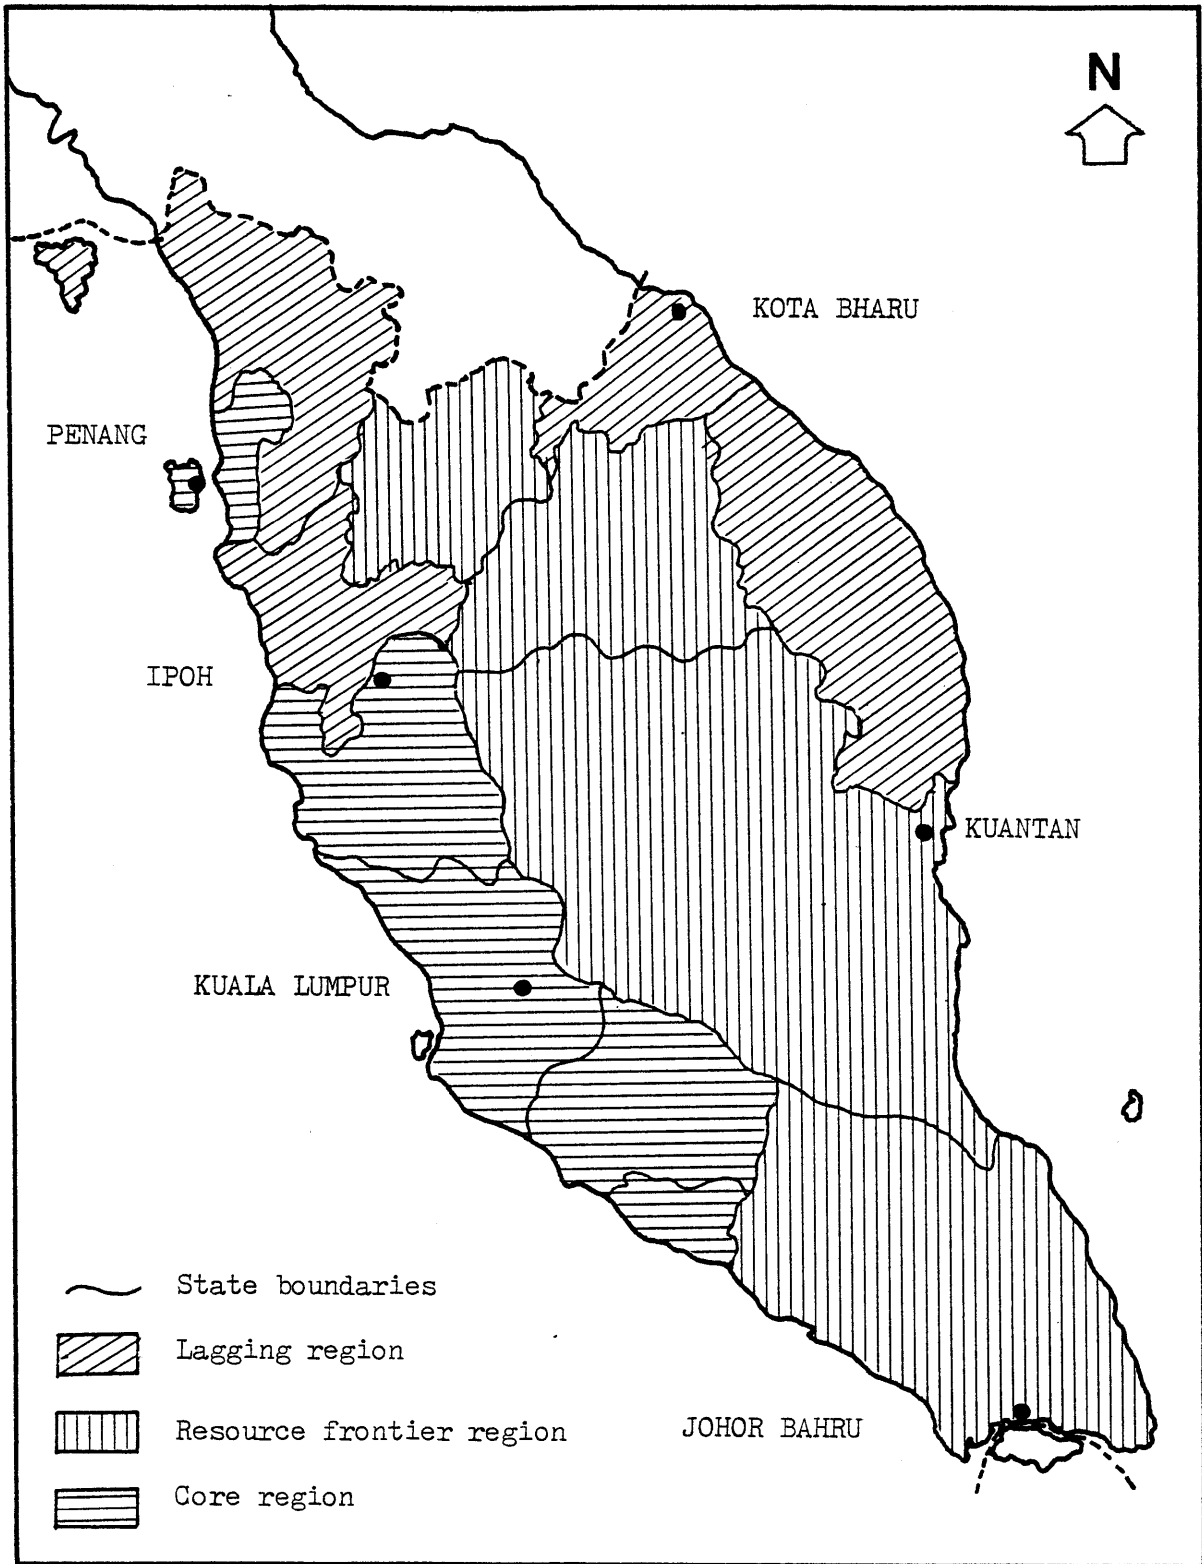 N
KOTA BHARU
PENANG
IPOH
KUANTAN
KUALA LUMPUR
State boundaries
Lagging region
Resource frontier region
JOHOR BAHRU
Core region